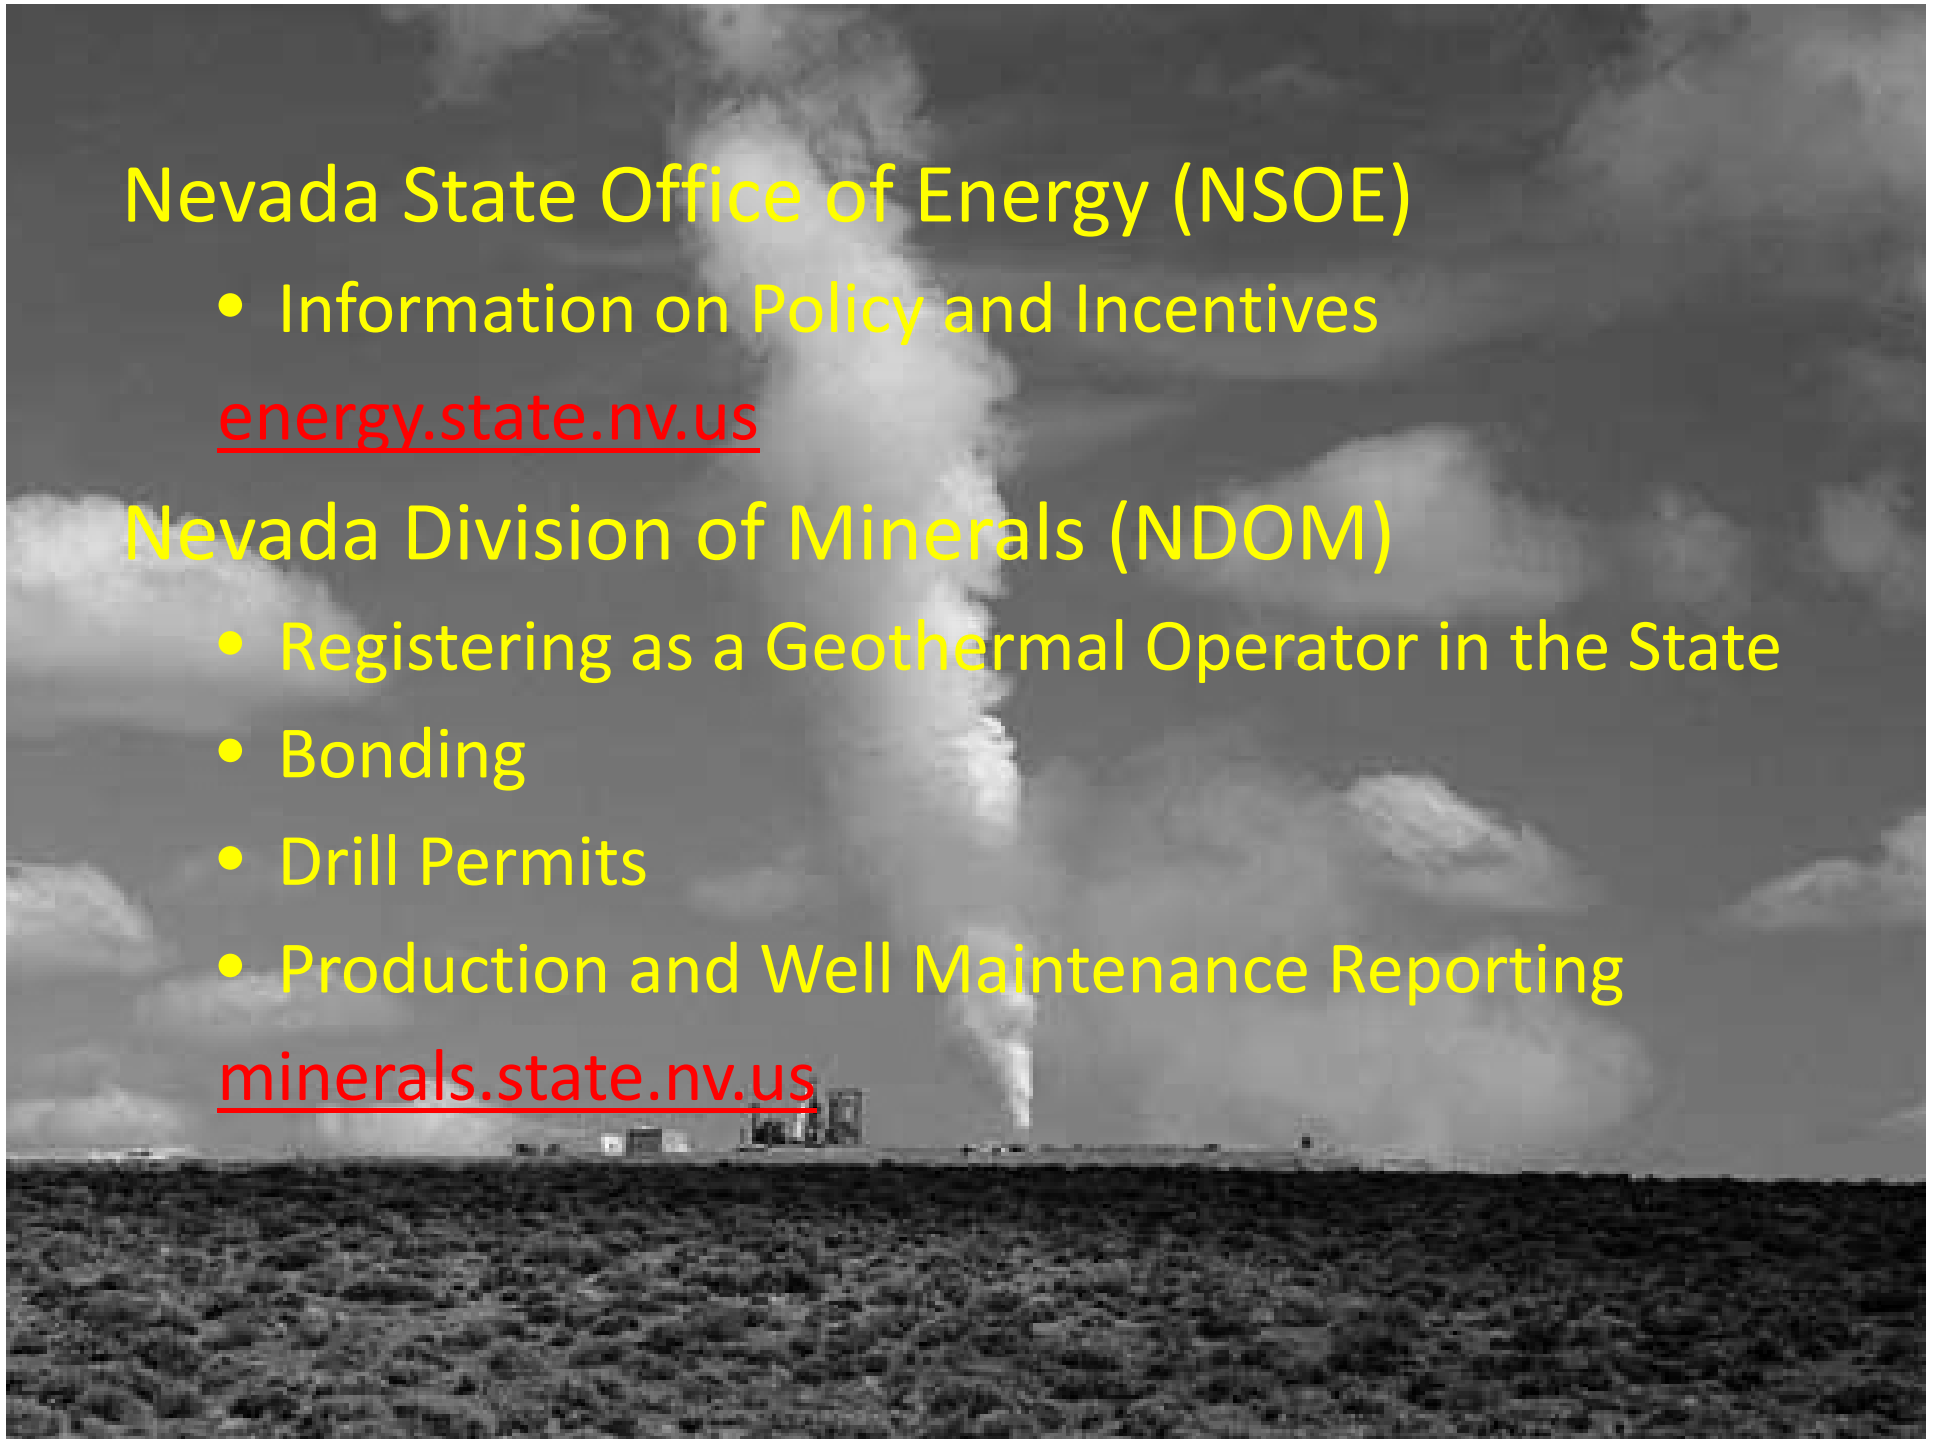 Nevada State Office of Energy (NSOE)
• Information on Policy and Incentives
energy.state.nv.us
Nevada Division of Minerals (NDOM)
• Registering as a Geothermal Operator in the State
• Bonding
• Drill Permits
• Production and Well Maintenance Reporting
minerals.state.nv.us